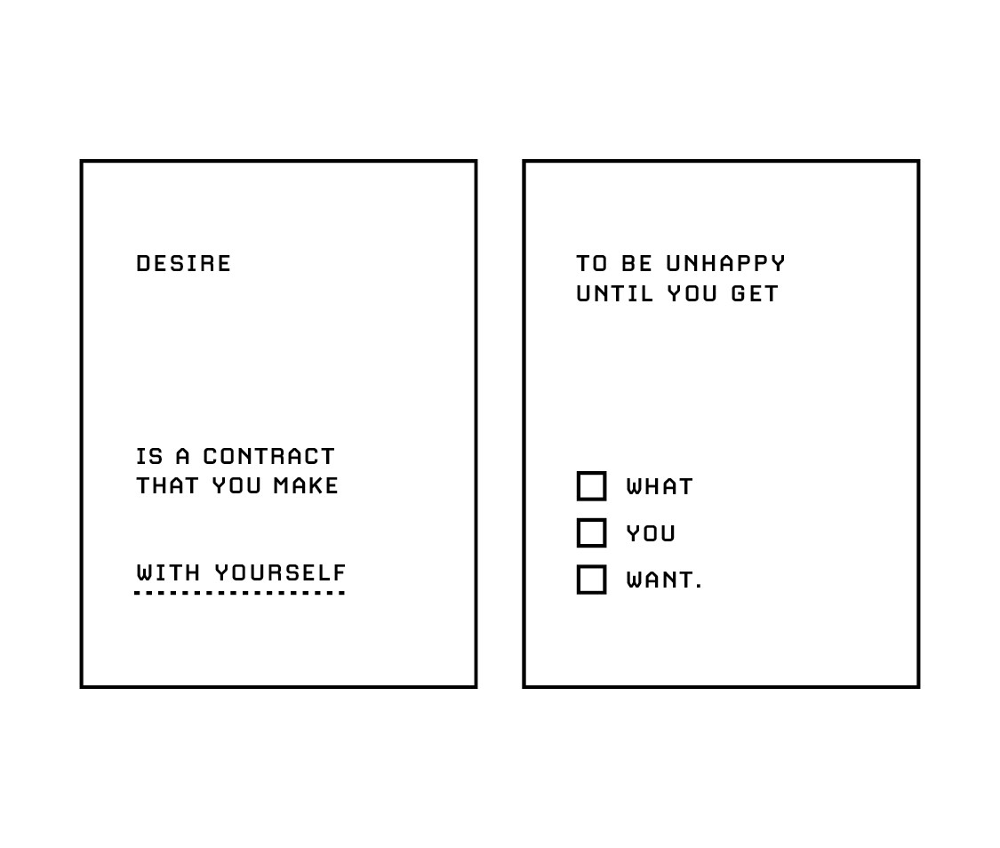 DESIRE
IS A CONTRACT
THAT YOU MAKE
WITH YOURSELF
TO BE UNHAPPY
UNTIL YOU GET
WHAT
YOU
WANT.